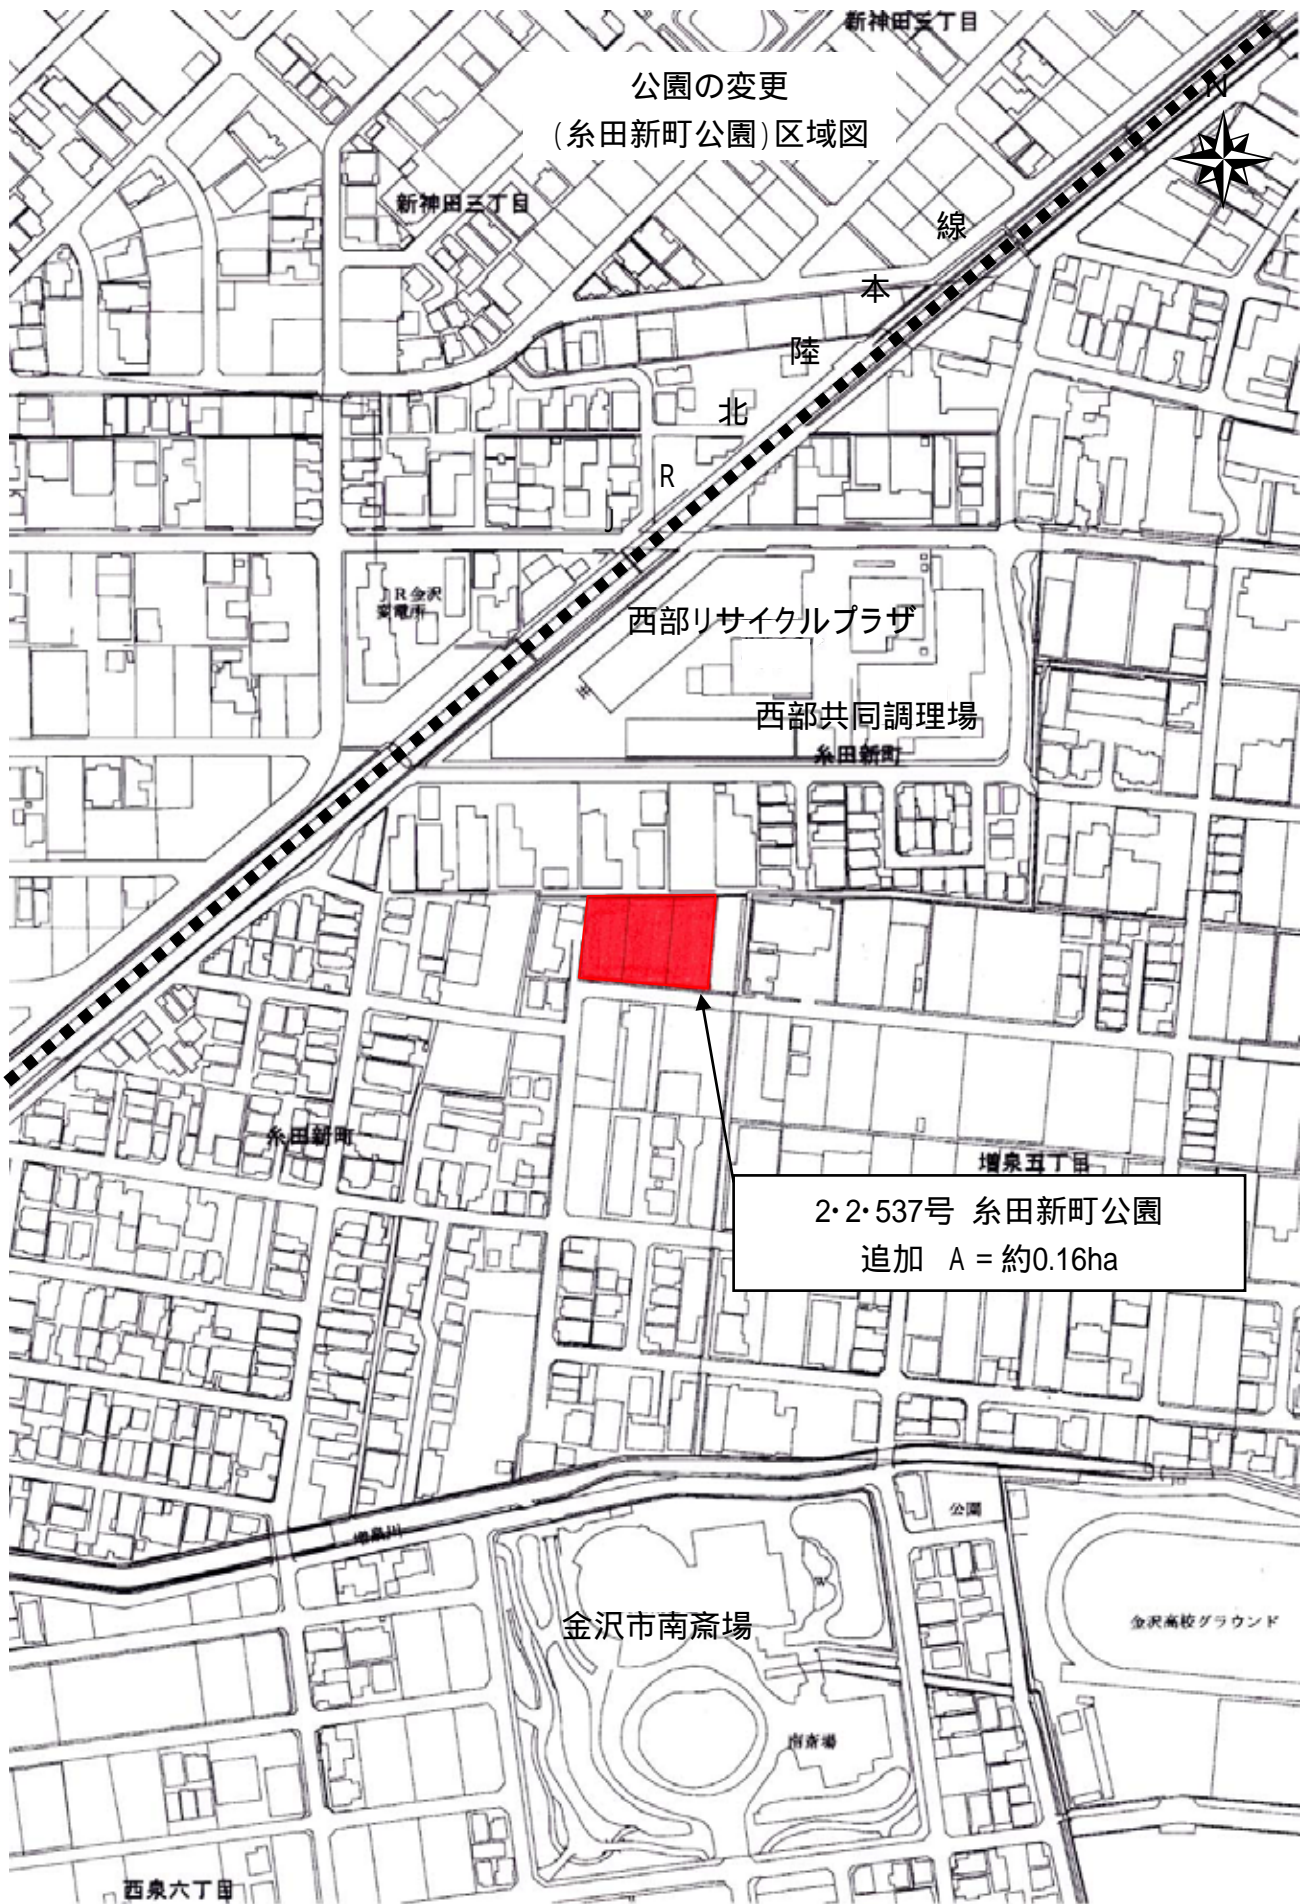 新神田三丁目
公園の変更
(糸田新町公園)区域図
N
新神田三丁目
線
本
陸
北
R
J
JR金沢
変電所
西部リサイクルプラザ
西部共同調理場
糸田新町
糸田新町
増泉五丁目
2・2・537号 糸田新町公園
追加 A = 約0.16ha
増泉川
公園
金沢市南斎場
金沢高校グラウンド
南斎場
西泉六丁目